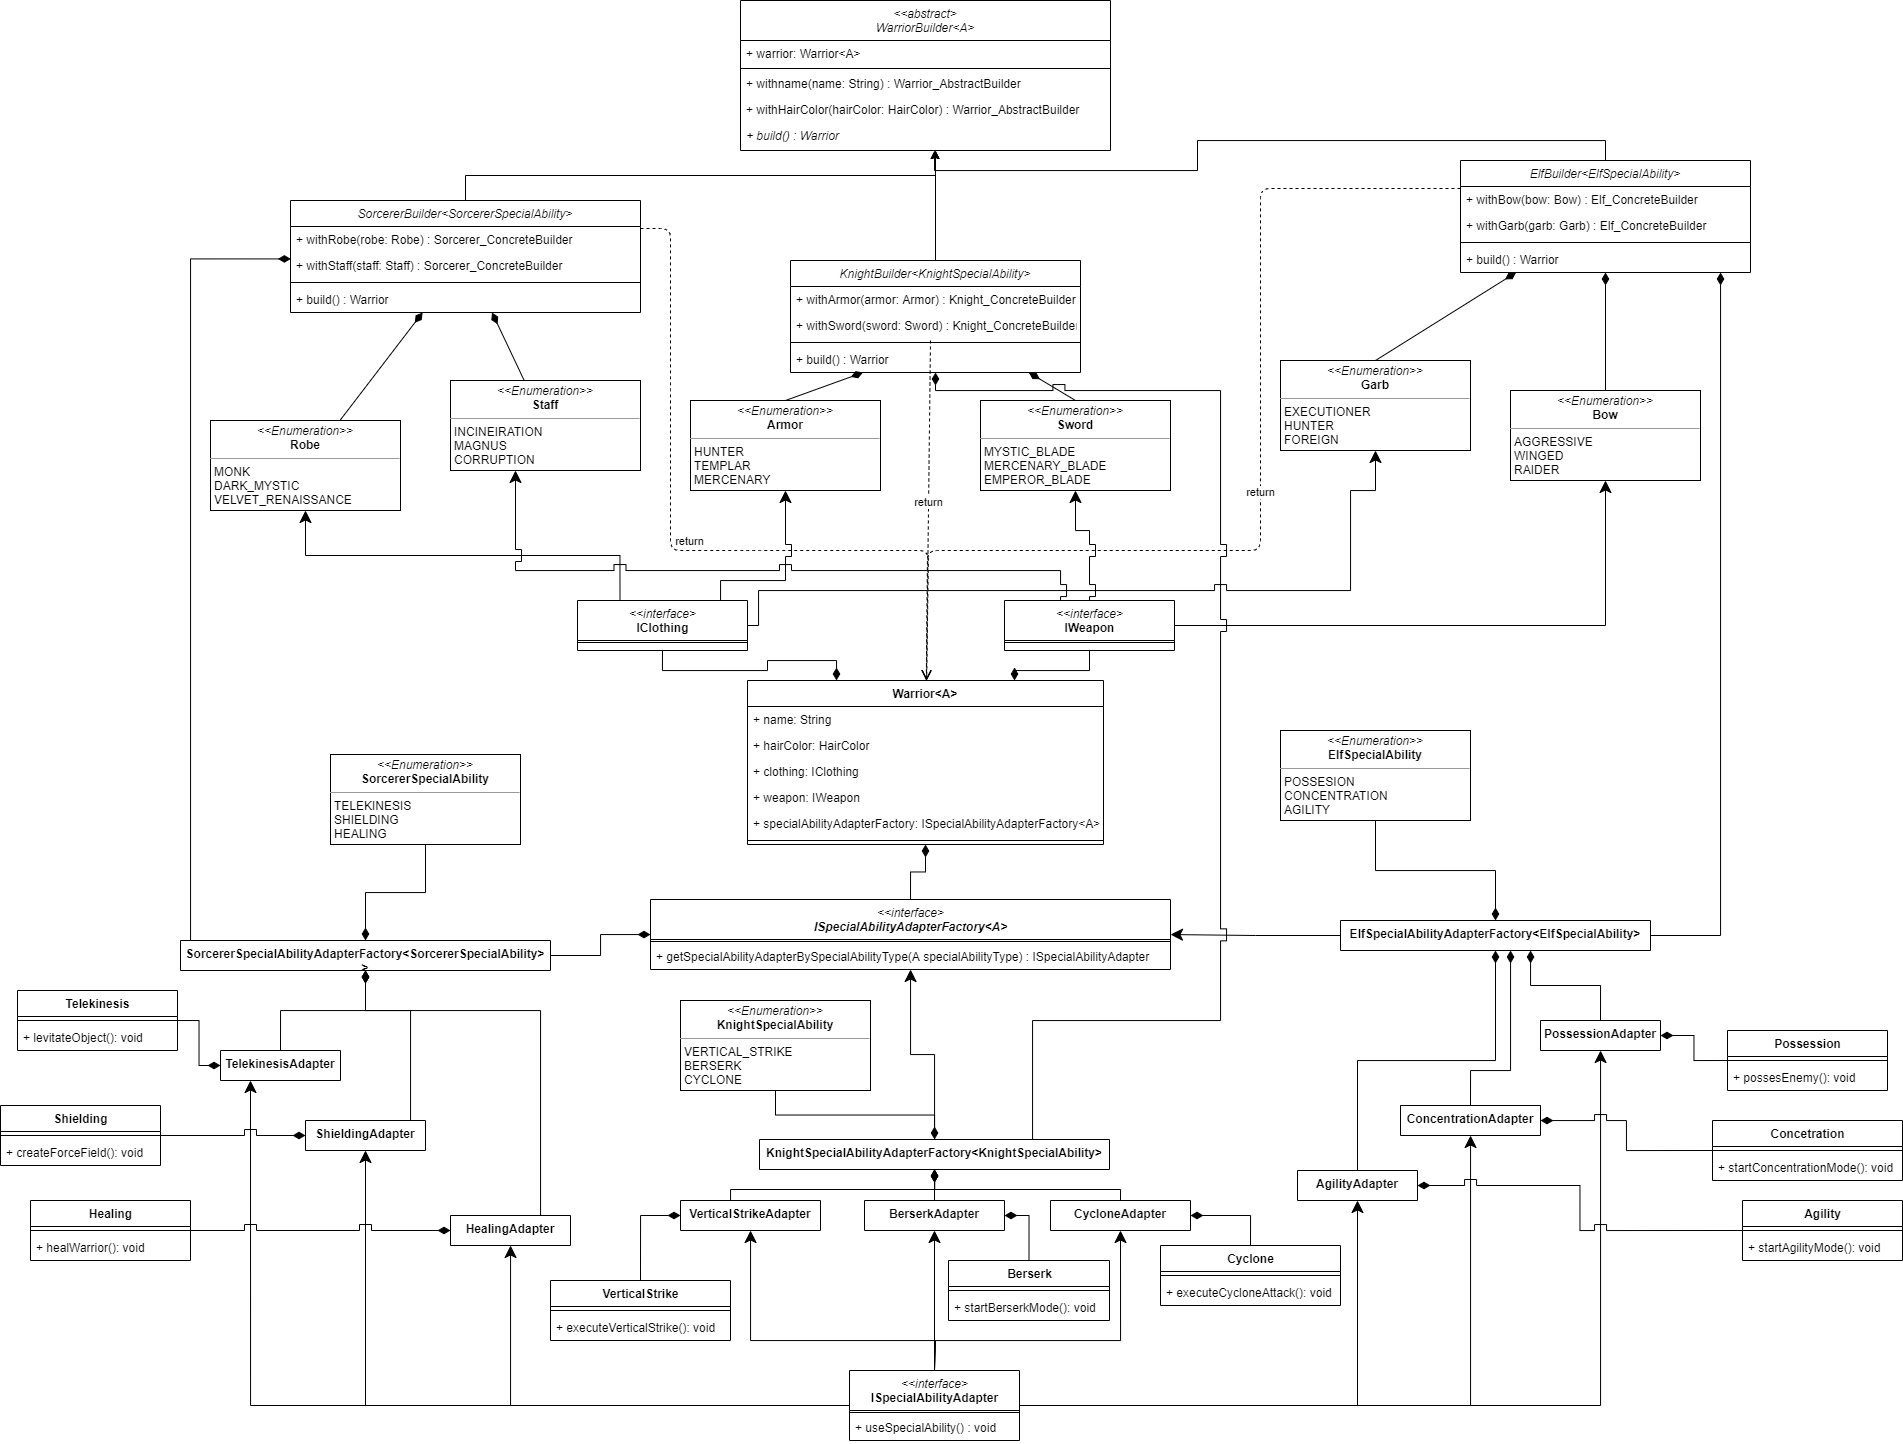 <<abstract>>
WarriorBuilder<A>
+ warrior: Warrior<A>
+ withname(name: String) : Warrior_AbstractBuilder
+ withHairColor(hairColor: HairColor) : Warrior_AbstractBuilder
+ build() : Warrior
ElfBuilder<ElfSpecialAbility>
+ withBow(bow: Bow) : Elf_ConcreteBuilder
+ withGarb(garb: Garb) : Elf_ConcreteBuilder
+ build() : Warrior
SorcererBuilder<SorcererSpecialAbility>
+ withRobe(robe: Robe) : Sorcerer_ConcreteBuilder
+ withStaff(staff: Staff) : Sorcerer_ConcreteBuilder
+ build() : Warrior
KnightBuilder<KnightSpecialAbility>
+ withArmor(armor: Armor) : Knight_ConcreteBuilder
+ withSword(sword: Sword) : Knight_ConcreteBuilder
+ build() : Warrior
<<Enumeration>>
Garb
EXECUTIONER
HUNTER
FOREIGN
<<Enumeration>>
Staff
INCINEIRATION
MAGNUS
CORRUPTION
<<Enumeration>>
Bow
AGGRESSIVE
WINGED
RAIDER
<<Enumeration>>
Armor
HUNTER
TEMPLAR
MERCENARY
<<Enumeration>>
Sword
MYSTIC_BLADE
MERCENARY_BLADE
EMPEROR_BLADE
<<Enumeration>>
Robe
MONK
DARK_MYSTIC
VELVET_RENAISSANCE
return
return
return
<<interface>>
IClothing
<<interface>>
IWeapon
Warrior<A>
+ name: String
+ hairColor: HairColor
+ clothing: IClothing
+ weapon: IWeapon
+ specialAbilityAdapterFactory: ISpecialAbilityAdapterFactory<A>
<<Enumeration>>
ElfSpecialAbility
POSSESION
CONCENTRATION
AGILITY
<<Enumeration>>
SorcererSpecialAbility
TELEKINESIS
SHIELDING
HEALING
<<interface>>
ISpecialAbilityAdapterFactory<A>
+ getSpecialAbilityAdapterBySpecialAbilityType(A specialAbilityType) : ISpecialAbilityAdapter
ElfSpecialAbilityAdapterFactory<ElfSpecialAbility>
SorcererSpecialAbilityAdapterFactory<SorcererSpecialAbility>
>
Telekinesis
+ levitateObject(): void
<<Enumeration>>
KnightSpecialAbility
VERTICAL_STRIKE
BERSERK
CYCLONE
PossessionAdapter
Possession
+ possesEnemy(): void
TelekinesisAdapter
Shielding
+ createForceField(): void
ShieldingAdapter
ConcentrationAdapter
Concetration
+ startConcentrationMode(): void
KnightSpecialAbilityAdapterFactory<KnightSpecialAbility>
AgilityAdapter
Agility
+ startAgilityMode(): void
Healing
+ healWarrior(): void
HealingAdapter
VerticalStrikeAdapter
BerserkAdapter
CycloneAdapter
Cyclone
+ executeCycloneAttack(): void
Berserk
+ startBerserkMode(): void
VerticalStrike
+ executeVerticalStrike(): void
<<interface>>
ISpecialAbilityAdapter
+ useSpecialAbility() : void